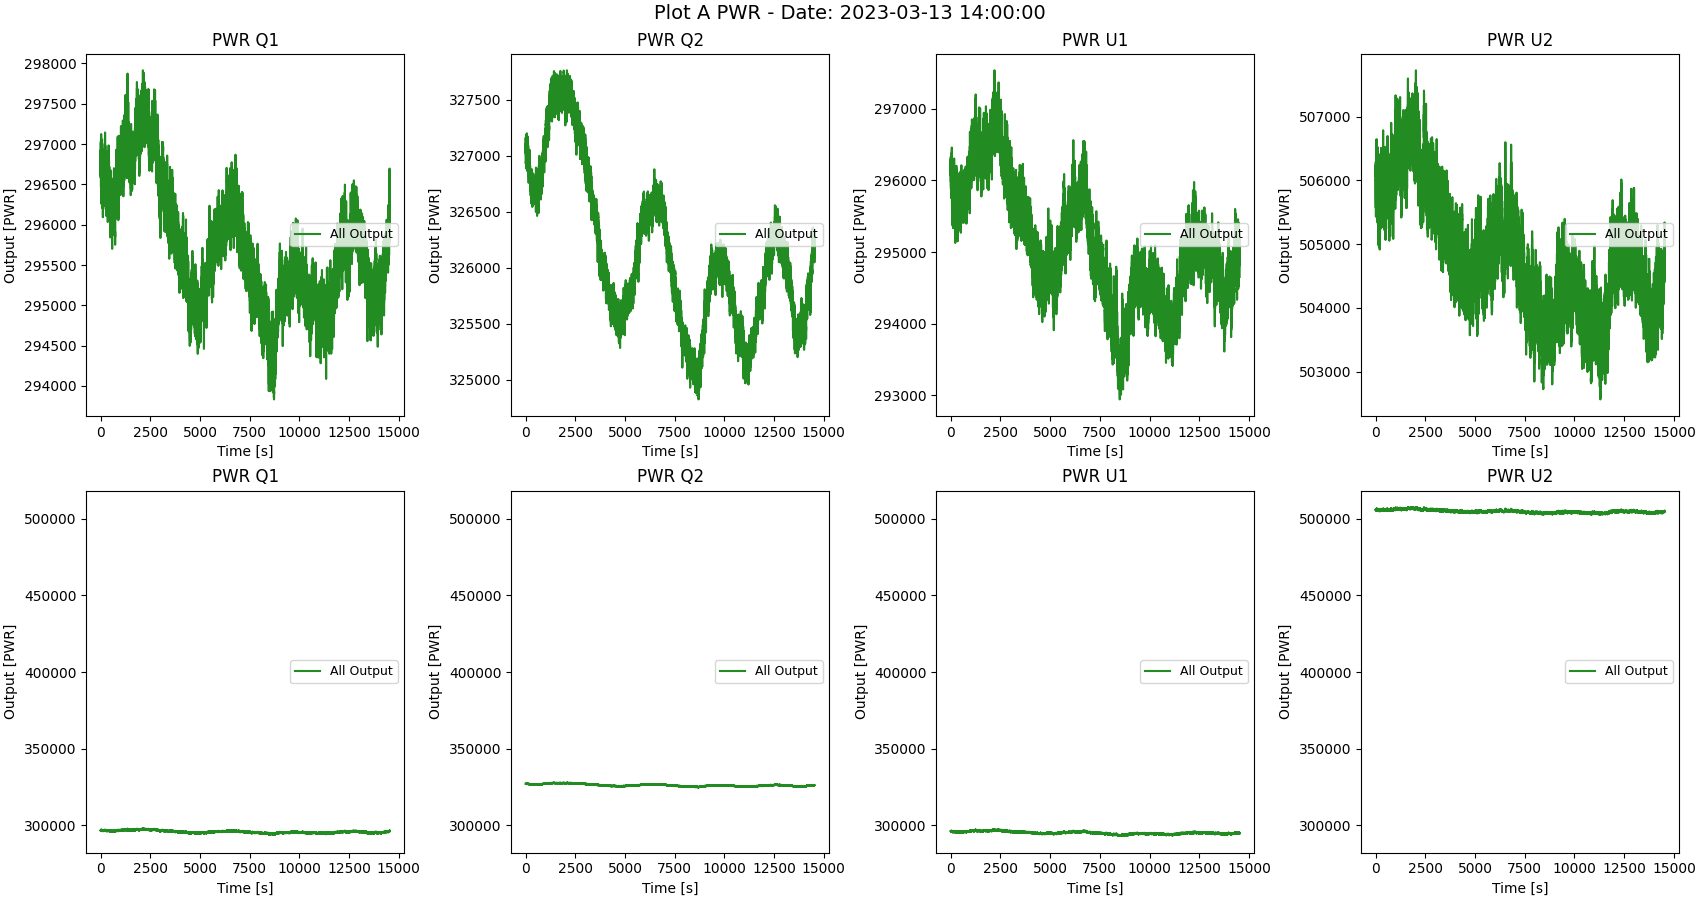 Plot A PWR - Date: 2023-03-13 14:00:00
PWR Q1
298000
297500
297000
296500
296000
295500
295000
294500
294000
Output [PWR]
All Output
0 2500 5000 7500 10000 12500 15000
Time [s]
PWR Q2
327500
327000
326500
326000
325500
325000
Output [PWR]
All Output
0 2500 5000 7500 10000 12500 15000
Time [s]
PWR U1
297000
296000
295000
294000
293000
Output [PWR]
All Output
0 2500 5000 7500 10000 12500 15000
Time [s]
PWR U2
507000
506000
505000
504000
503000
Output [PWR]
All Output
0 2500 5000 7500 10000 12500 15000
Time [s]
PWR Q1
500000
450000
400000
350000
300000
Output [PWR]
All Output
0 2500 5000 7500 10000 12500 15000
Time [s]
PWR Q2
500000
450000
400000
350000
300000
Output [PWR]
All Output
0 2500 5000 7500 10000 12500 15000
Time [s]
PWR U1
500000
450000
400000
350000
300000
Output [PWR]
All Output
0 2500 5000 7500 10000 12500 15000
Time [s]
PWR U2
500000
450000
400000
350000
300000
Output [PWR]
All Output
0 2500 5000 7500 10000 12500 15000
Time [s]